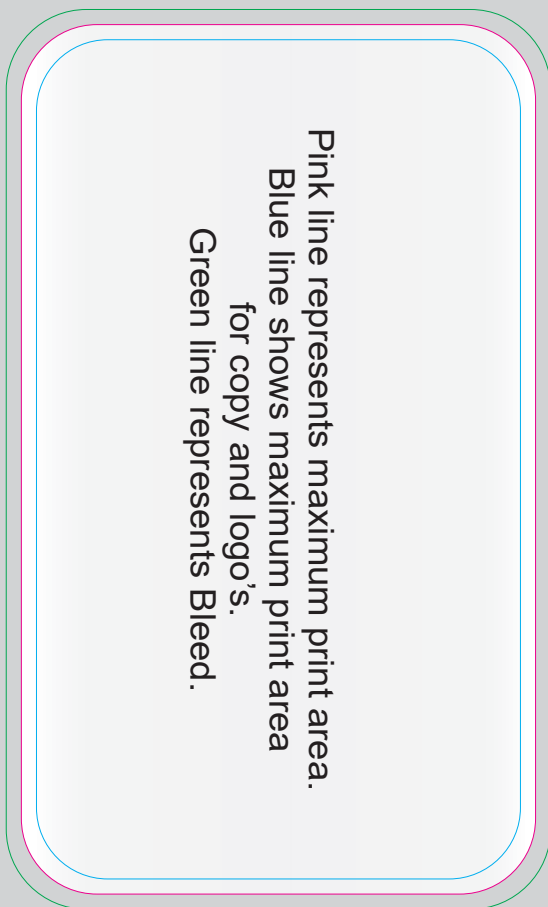 Pink line represents maximum print area.
Blue line shows maximum print area
for copy and logo's.
Green line represents Bleed.